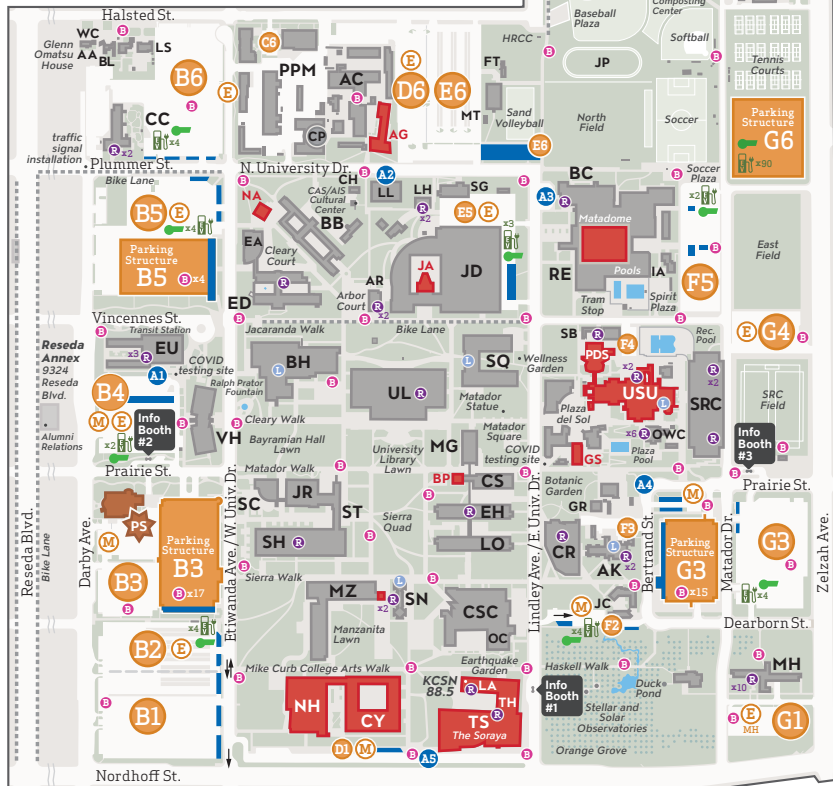 Halsted St.
WC
Glenn
Omatsu
House
AA
BL
LS
B
B6
E
CC
x4
R
x2
traffic
signal
installation
Plummer St.
C6
PPM
AC
CP
AG
B
E
D6
E6
FT
MT
HRCC
B
Sand
Volleyball
E6
Baseball
Plaza
Composting
Center
Softball
JP
North
Field
Soccer
B
Tennis
Courts
Parking
Structure
G6
x90
N. University Dr.
Bike Lane
B5
E
x4
Parking
Structure
B5
B
x4
Vincennes St.
NA
CH
CAS/AIS
Cultural
Center
A2
LL
LH
R
x2
SG
E5
E
x3
BB
EA
Cleary
Court
R
ED
AR
Arbor
Court
R
x2
JA
JD
A3
BC
R
Matadome
RE
Pools
IA
Tram
Stop
Spirit
Plaza
Soccer
Plaza
x2
F5
East
Field
Jacaranda Walk
Bike Lane
Reseda
Annex
9324
Reseda
Blvd.
Transit Station
EU
x3
R
A1
COVID
testing site
B4
M
E
Info
Booth
#2
x2
Alumni
Relations
Prairie St.
VH
Ralph Prator
Fountain
BH
L
Cleary Walk
Bayramian Hall
Lawn
Matador Walk
UL
R
SQ
L
Wellness
Garden
Matador
Statue
Matador
Square
MG
University
Library Lawn
COVID
testing site
SB
R
PDS
F4
x2
R
USU
L
Rec.
Pool
R
x2
SRC
R
Plaza
del Sol
x6
R
OWC
Plaza
Pool
GS
E
G4
SRC
Field
Info
Booth
#3
Prairie St.
PS
M
B3
Parking
Structure
B3
B
x17
SC
JR
ST
SH
R
Sierra
Quad
BP
CS
EH
R
LO
Botanic
Garden
GR
CR
R
F3
L
R
x2
AK
A4
M
Parking
Structure
G3
B
x15
G3
x4
Sierra Walk
MZ
L
SN
R
x2
Manzanita
Lawn
CSC
OC
Earthquake
Garden
M
JC
F2
x4
Dearborn St.
B2
E
x4
B1
Mike Curb College Arts Walk
NH
CY
KCSN
88.5
LA
R
TH
TS
R
The Soraya
D1
M
A5
Info
Booth
#1
Haskell Walk
Duck
Pond
Stellar and
Solar
Observatories
Orange Grove
x10
R
MH
E
MH
G1
Nordhoff St.
Reseda Blvd.
Bike Lane
Darby Ave.
Etiwanda Ave./W. Univ. Dr.
Lindley Ave./E. Univ. Dr.
Bertrand St.
Matador Dr.
Zelzah Ave.